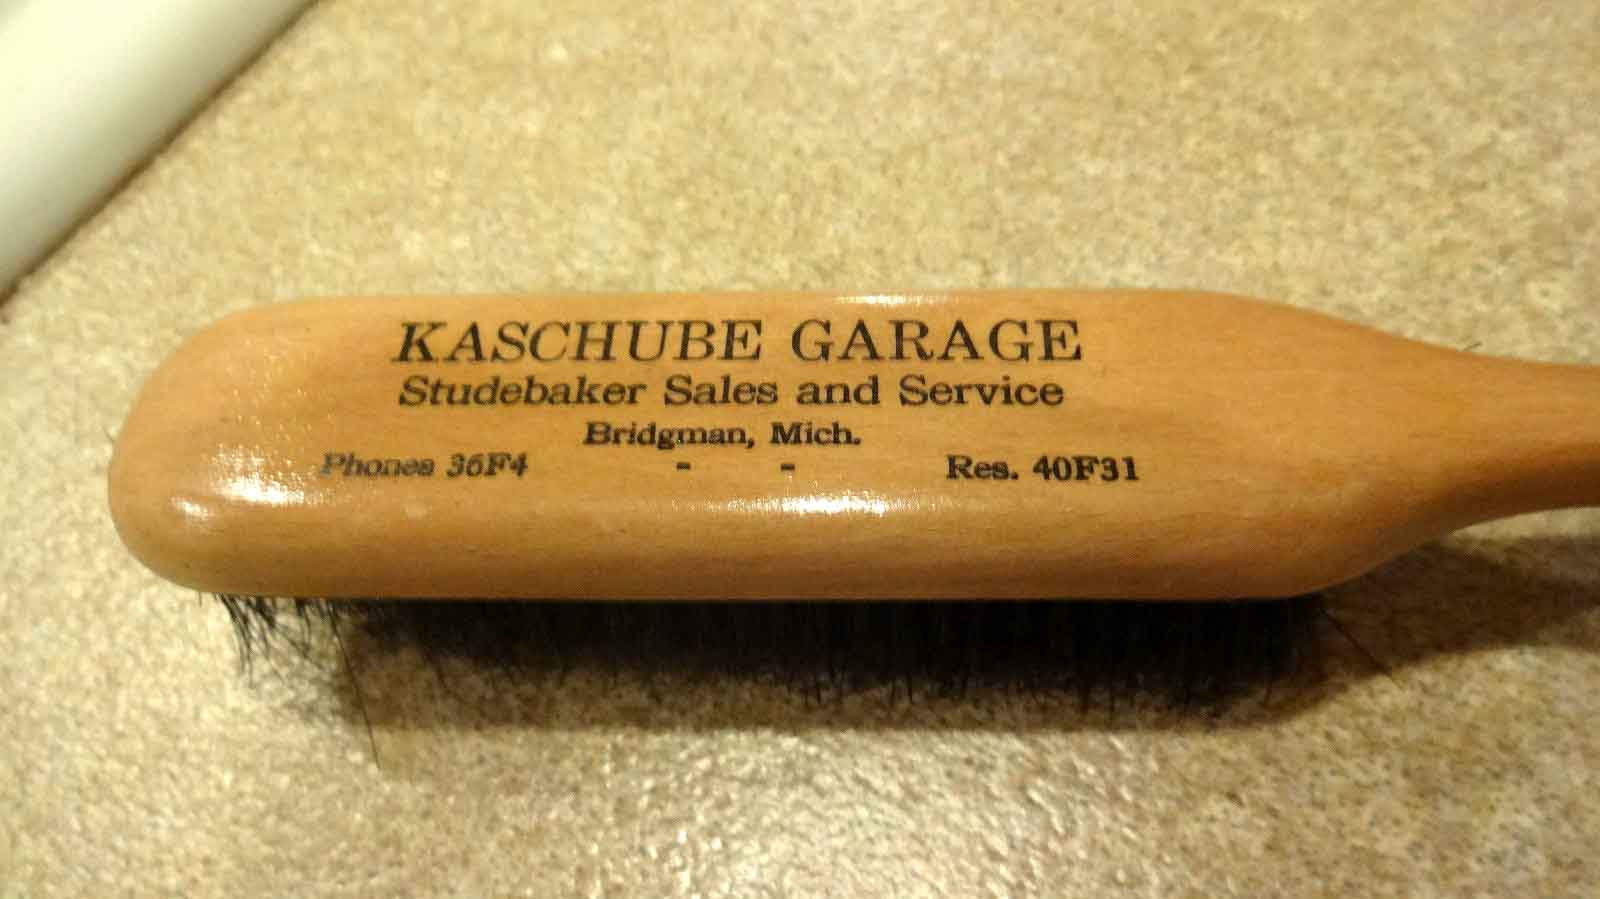 KASCHUBE GARAGE
Studebaker Sales and Service
Bridgman, Mich.
Phones 36F4 - - Res. 40F31